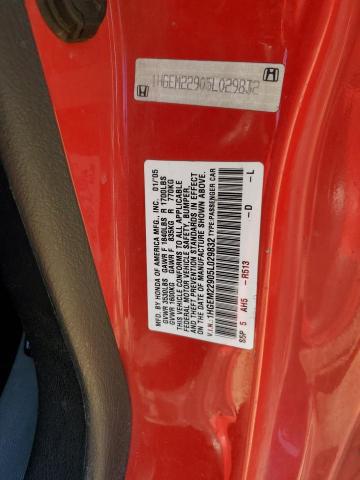 1HGEM22905L029832
MFD. BY HONDA OF AMERICA MFG., INC. 01/05
GVWR 3530LBS GAWR F 1840LBS R 1700LBS
GVWR 1600KG GAWR F 835KG R 770KG
THIS VEHICLE CONFORMS TO ALL APPLICABLE
FEDERAL MOTOR VEHICLE SAFETY, BUMPER,
AND THEFT PREVENTION STANDARDS IN EFFECT
ON THE DATE OF MANUFACTURE SHOWN ABOVE.
V.I.N. 1HGEM22905L029832 TYPE:PASSENGER CAR
S5P 5 AH5 - R513 - D - L